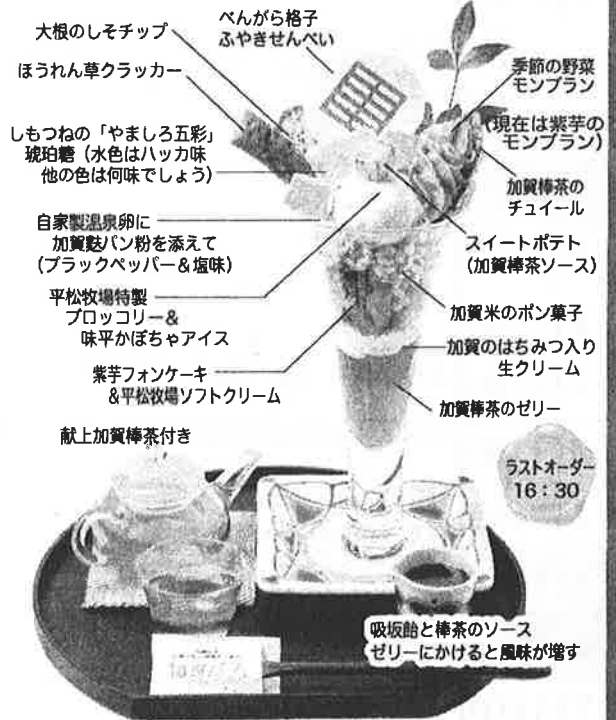 べんがら格子
ふやきせんべい
大根のしそチップ
ほうれん草クラッカー
しもつねの「やましろ五彩」
琥珀糖(水色はハッカ味
他の色は何味でしょう)
自家製温泉卵に
加賀麩パン粉を添えて
(ブラックペッパー&塩味)
平松牧場特製
ブロッコリー&
味平かぼちゃアイス
紫芋フォンケーキ
&平松牧場ソフトクリーム
献上加賀棒茶付き
季節の野菜
モンブラン
(現在は紫芋の
モンブラン)
加賀棒茶の
チュイール
スイートポテト
(加賀棒茶ソース)
加賀米のポン菓子
加賀のはちみつ入り
生クリーム
加賀棒茶のゼリー
ラストオーダー
16:30
吸坂飴と棒茶のソース
ゼリーにかけると風味が増す